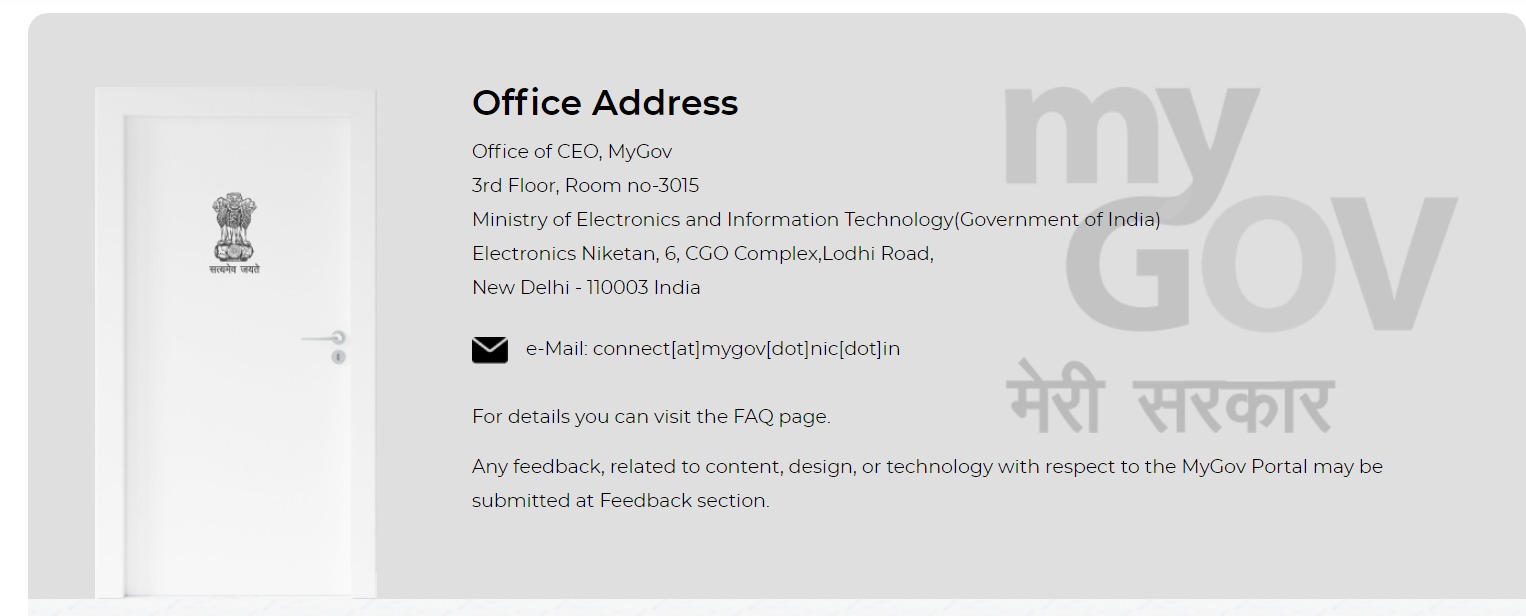 Office Address
Office of CEO, MyGov
3rd Floor, Room no-3015
Ministry of Electronics and Information Technology(Government of India)
Electronics Niketan, 6, CGO Complex,Lodhi Road,
New Delhi - 110003 India
e-Mail: connect[at]mygov[dot]nic[dot]in
For details you can visit the FAQ page.
Any feedback, related to content, design, or technology with respect to the MyGov Portal may be
submitted at Feedback section.
my
GOV
मेरी सरकार
सत्यमेव जयते